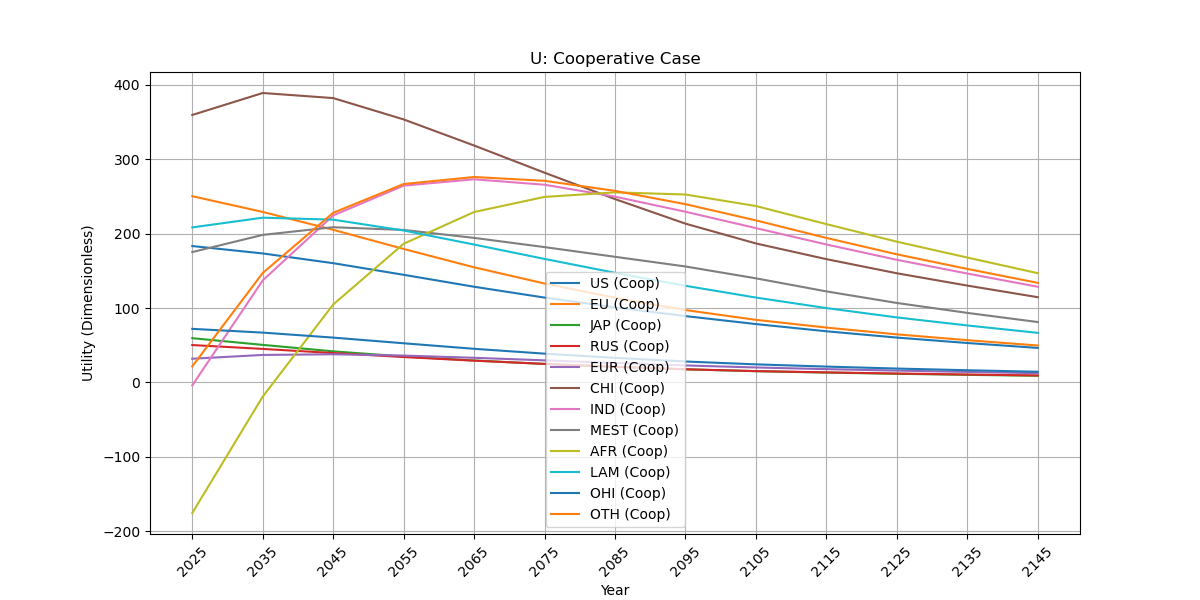 U: Cooperative Case
Utility (Dimensionless)
400
300
200
100
0
−100
−200
US (Coop)
EU (Coop)
JAP (Coop)
RUS (Coop)
EUR (Coop)
CHI (Coop)
IND (Coop)
MEST (Coop)
AFR (Coop)
LAM (Coop)
OHI (Coop)
OTH (Coop)
2025 2035 2045 2055 2065 2075 2085 2095 2105 2115 2125 2135 2145
Year